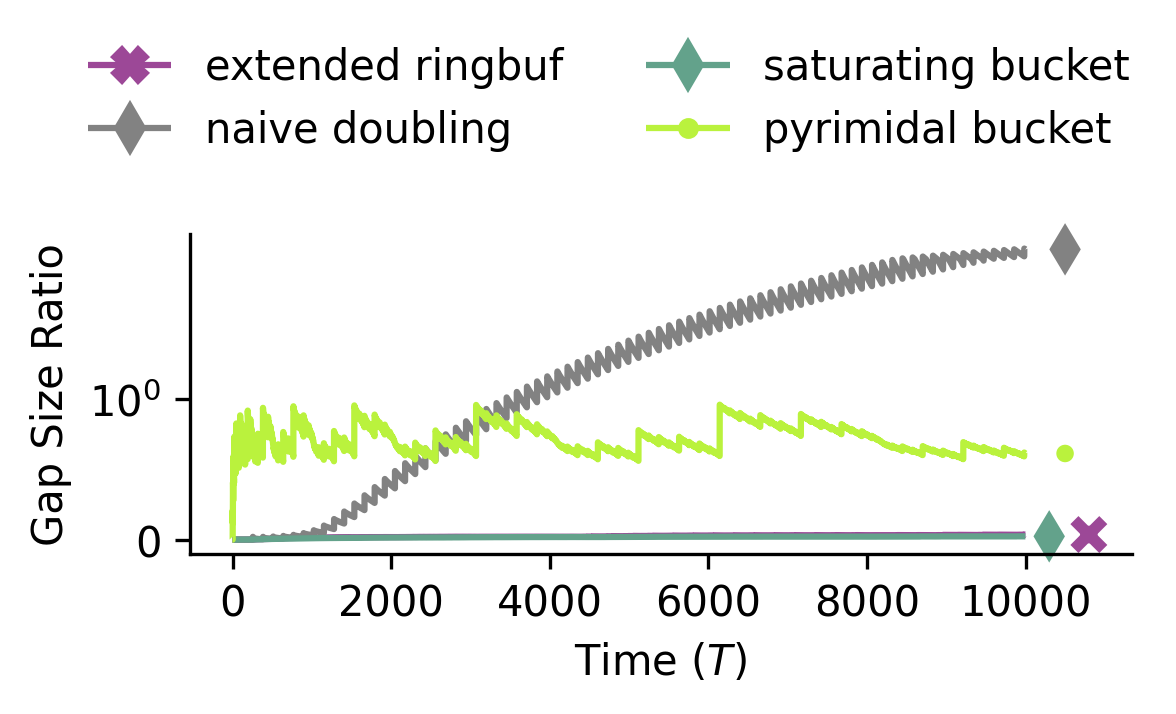 extended ringbuf
saturating bucket
naive doubling
pyrimidal bucket
Gap Size Ratio
10⁰
0
0 2000 4000 6000 8000 10000
Time (T)